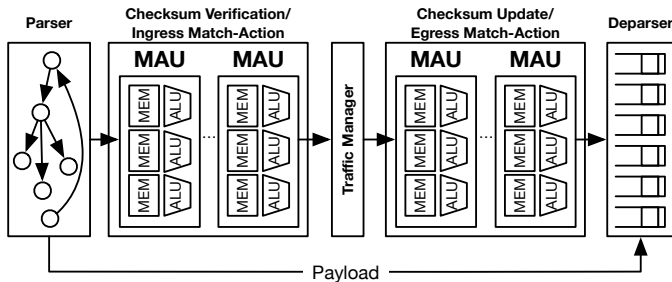 Parser
Checksum Verification/
Ingress Match-Action
Checksum Update/
Egress Match-Action
Deparser
MAU MAU
MEM ALU MEM ALU
MEM ALU ... MEM ALU
MEM ALU MEM ALU
Traffic Manager
MAU MAU
MEM ALU MEM ALU
MEM ALU ... MEM ALU
MEM ALU MEM ALU
Payload